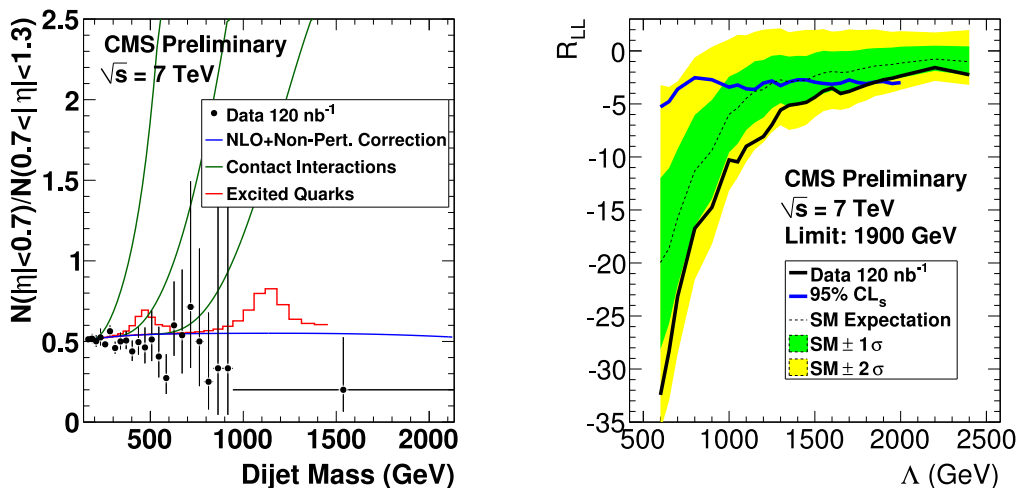 N(|η|<0.7)/N(0.7<|η|<1.3)
2.5
2
1.5
1
0.5
0
CMS Preliminary
√s = 7 TeV
Data 120 nb⁻¹
NLO+Non-Pert. Correction
Contact Interactions
Excited Quarks
500 1000 1500 2000
Dijet Mass (GeV)
R_LL
0
-5
-10
-15
-20
-25
-30
-35
CMS Preliminary
√s = 7 TeV
Limit: 1900 GeV
Data 120 nb⁻¹
95% CLₛ
SM Expectation
SM ± 1 σ
SM ± 2 σ
500 1000 1500 2000 2500
Λ (GeV)